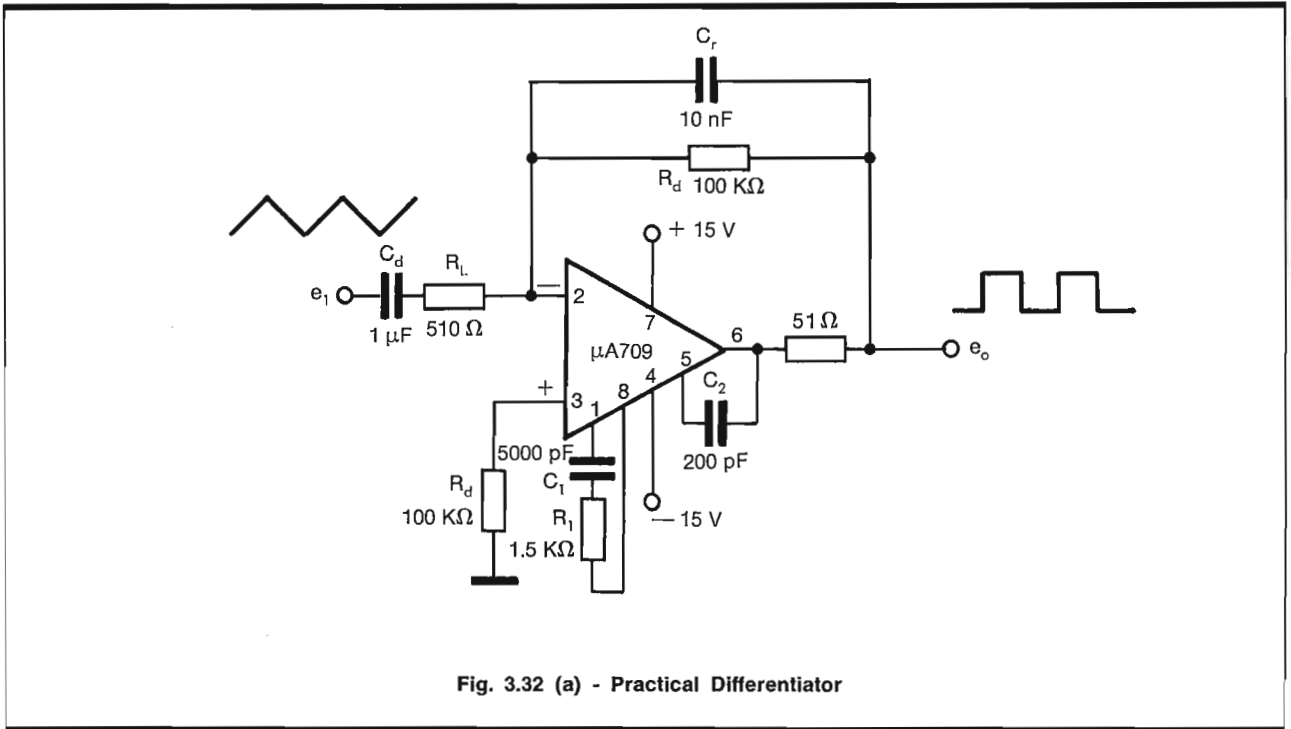 Cr
10 nF
Rd 100 KΩ
+ 15 V
Cd
RL
e1
1 μF
510 Ω
−
2
7
μA709
6
51 Ω
eo
5
4
C2
8
+
3
1
200 pF
5000 pF
C1
Rd
100 KΩ
R1
1.5 KΩ
− 15 V
Fig. 3.32 (a) - Practical Differentiator